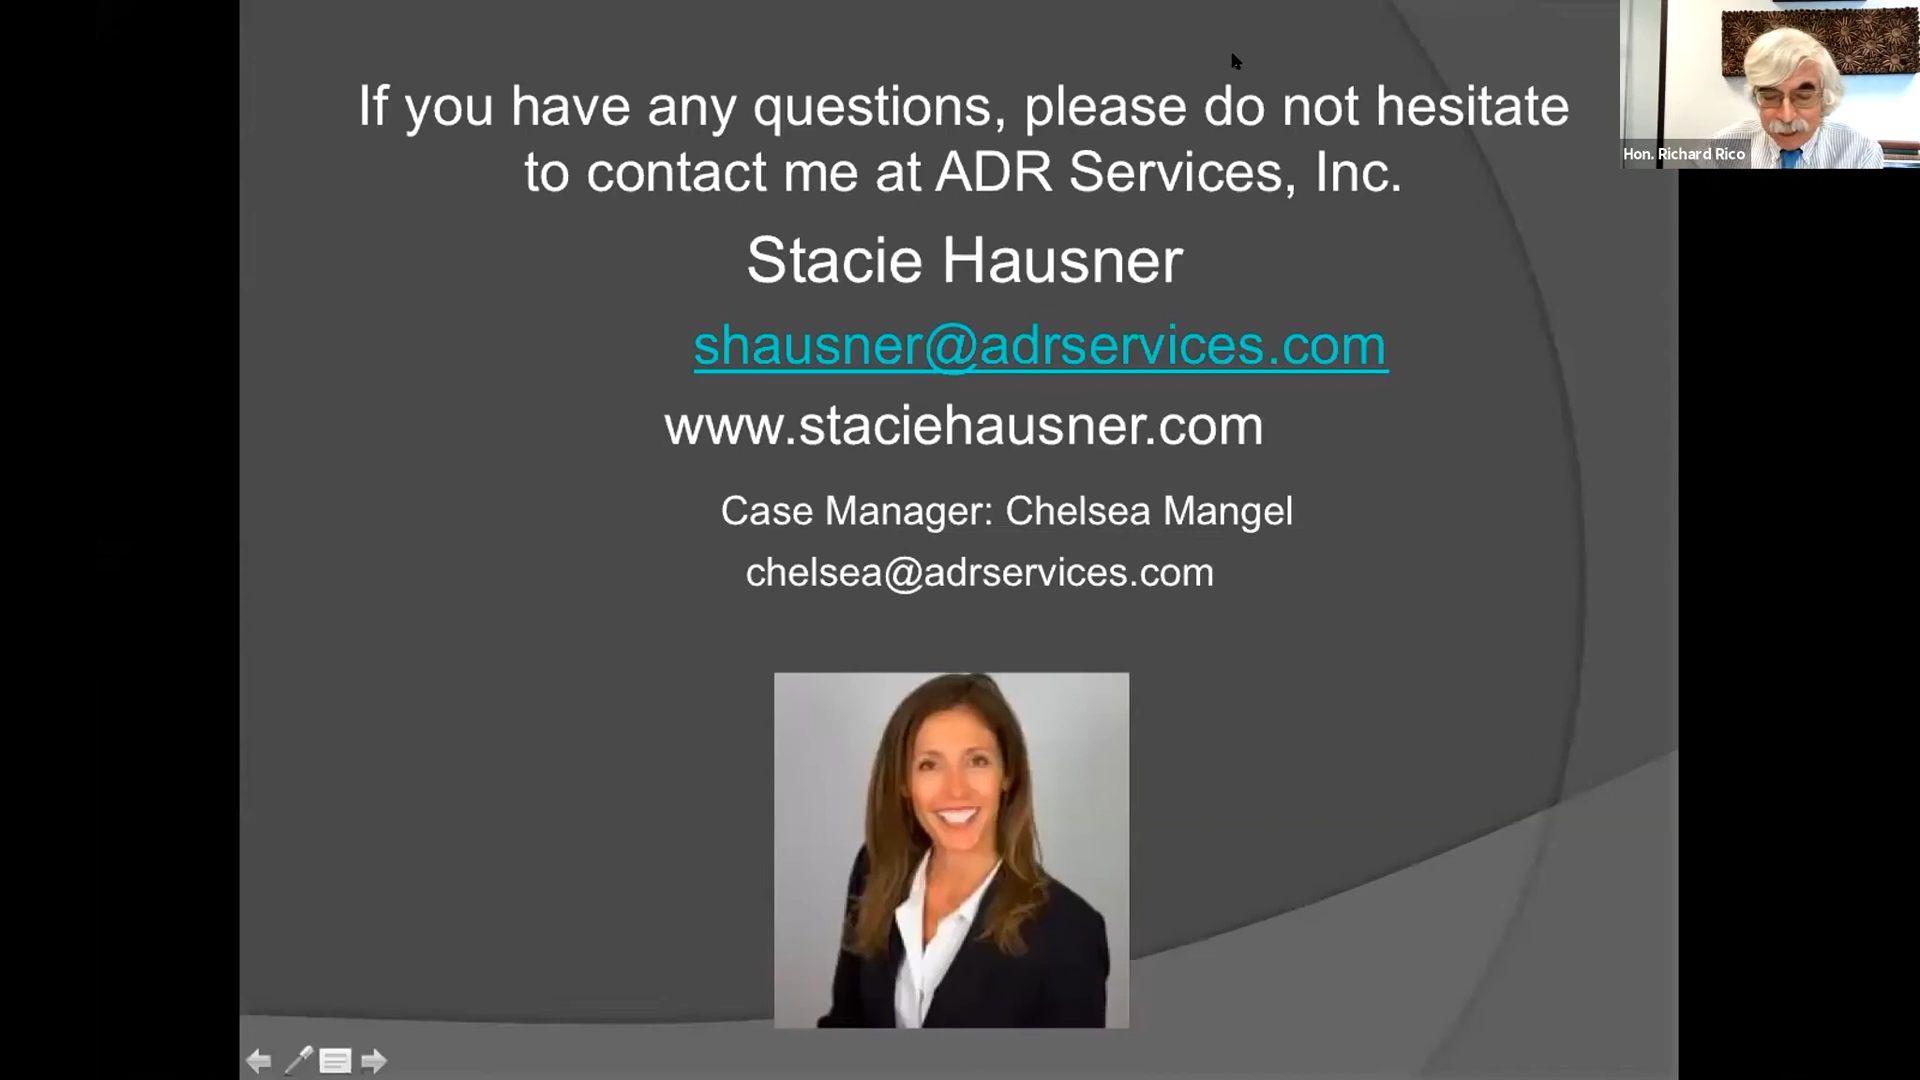 If you have any questions, please do not hesitate
to contact me at ADR Services, Inc.
Stacie Hausner
shausner@adrservices.com
www.staciehausner.com
Case Manager: Chelsea Mangel
chelsea@adrservices.com
Hon. Richard Rico